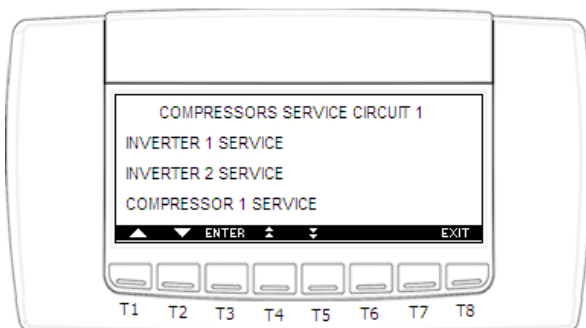 COMPRESSORS SERVICE CIRCUIT 1
INVERTER 1 SERVICE
INVERTER 2 SERVICE
COMPRESSOR 1 SERVICE
ENTER EXIT
T1 T2 T3 T4 T5 T6 T7 T8